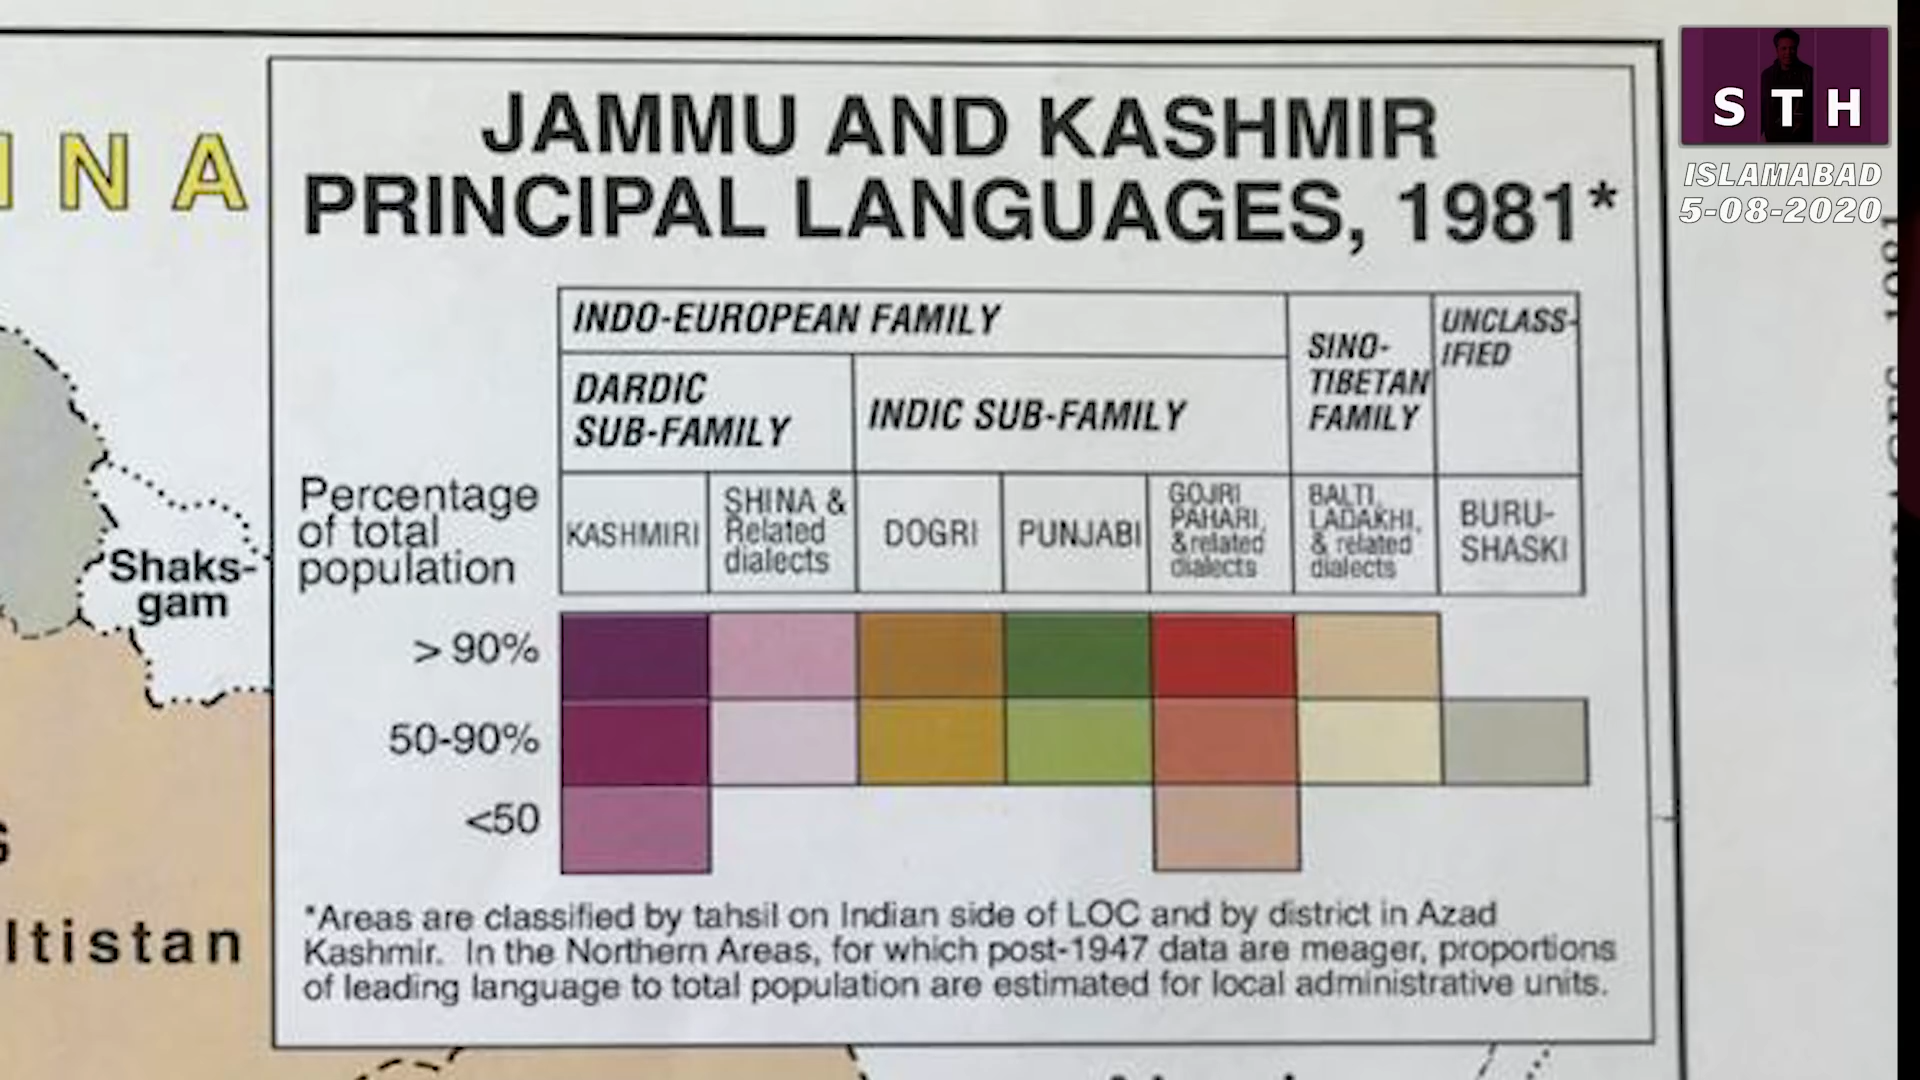 JAMMU AND KASHMIR
PRINCIPAL LANGUAGES, 1981*
INDO-EUROPEAN FAMILY
SINO-
TIBETAN
FAMILY
UNCLASS-
IFIED
DARDIC
SUB-FAMILY
INDIC SUB-FAMILY
Percentage
of total
population
KASHMIRI
SHINA &
Related
dialects
DOGRI
PUNJABI
GOJRI
PAHARI,
& related
dialects
BALTI,
LADAKHI,
& related
dialects
BURU-
SHASKI
> 90%
50-90%
<50
*Areas are classified by tahsil on Indian side of LOC and by district in Azad
Kashmir. In the Northern Areas, for which post-1947 data are meager, proportions
of leading language to total population are estimated for local administrative units.
INA
Shaks-
gam
ltistan
STH
ISLAMABAD
5-08-2020